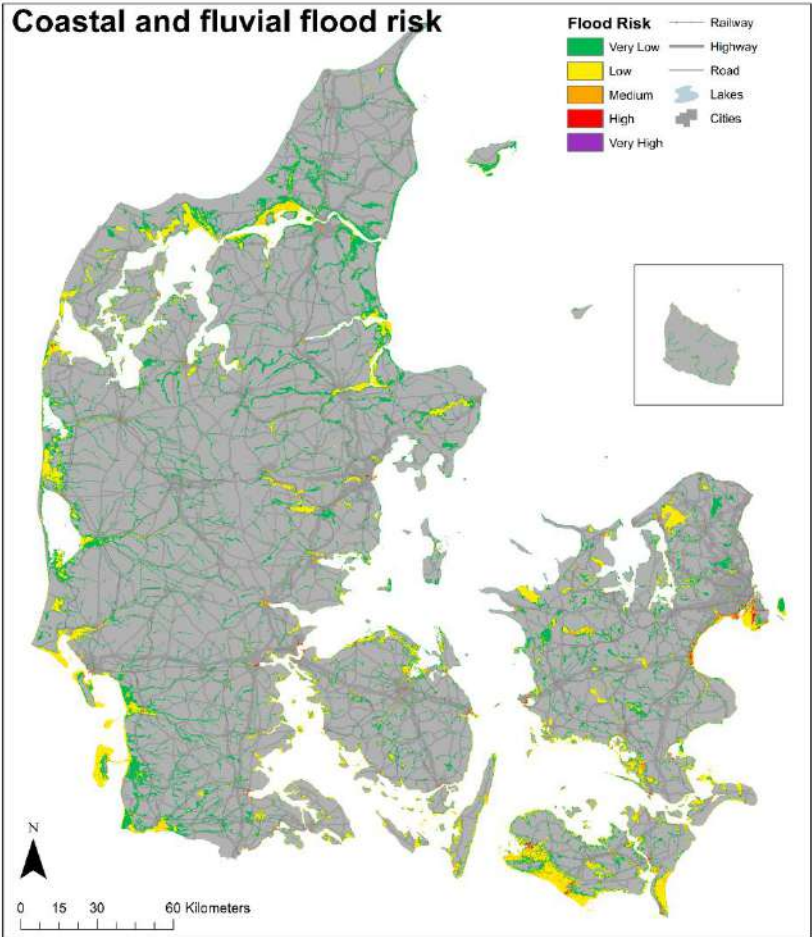 Coastal and fluvial flood risk
Flood Risk
Very Low
Low
Medium
High
Very High
Railway
Highway
Road
Lakes
Cities
N
0 15 30 60 Kilometers